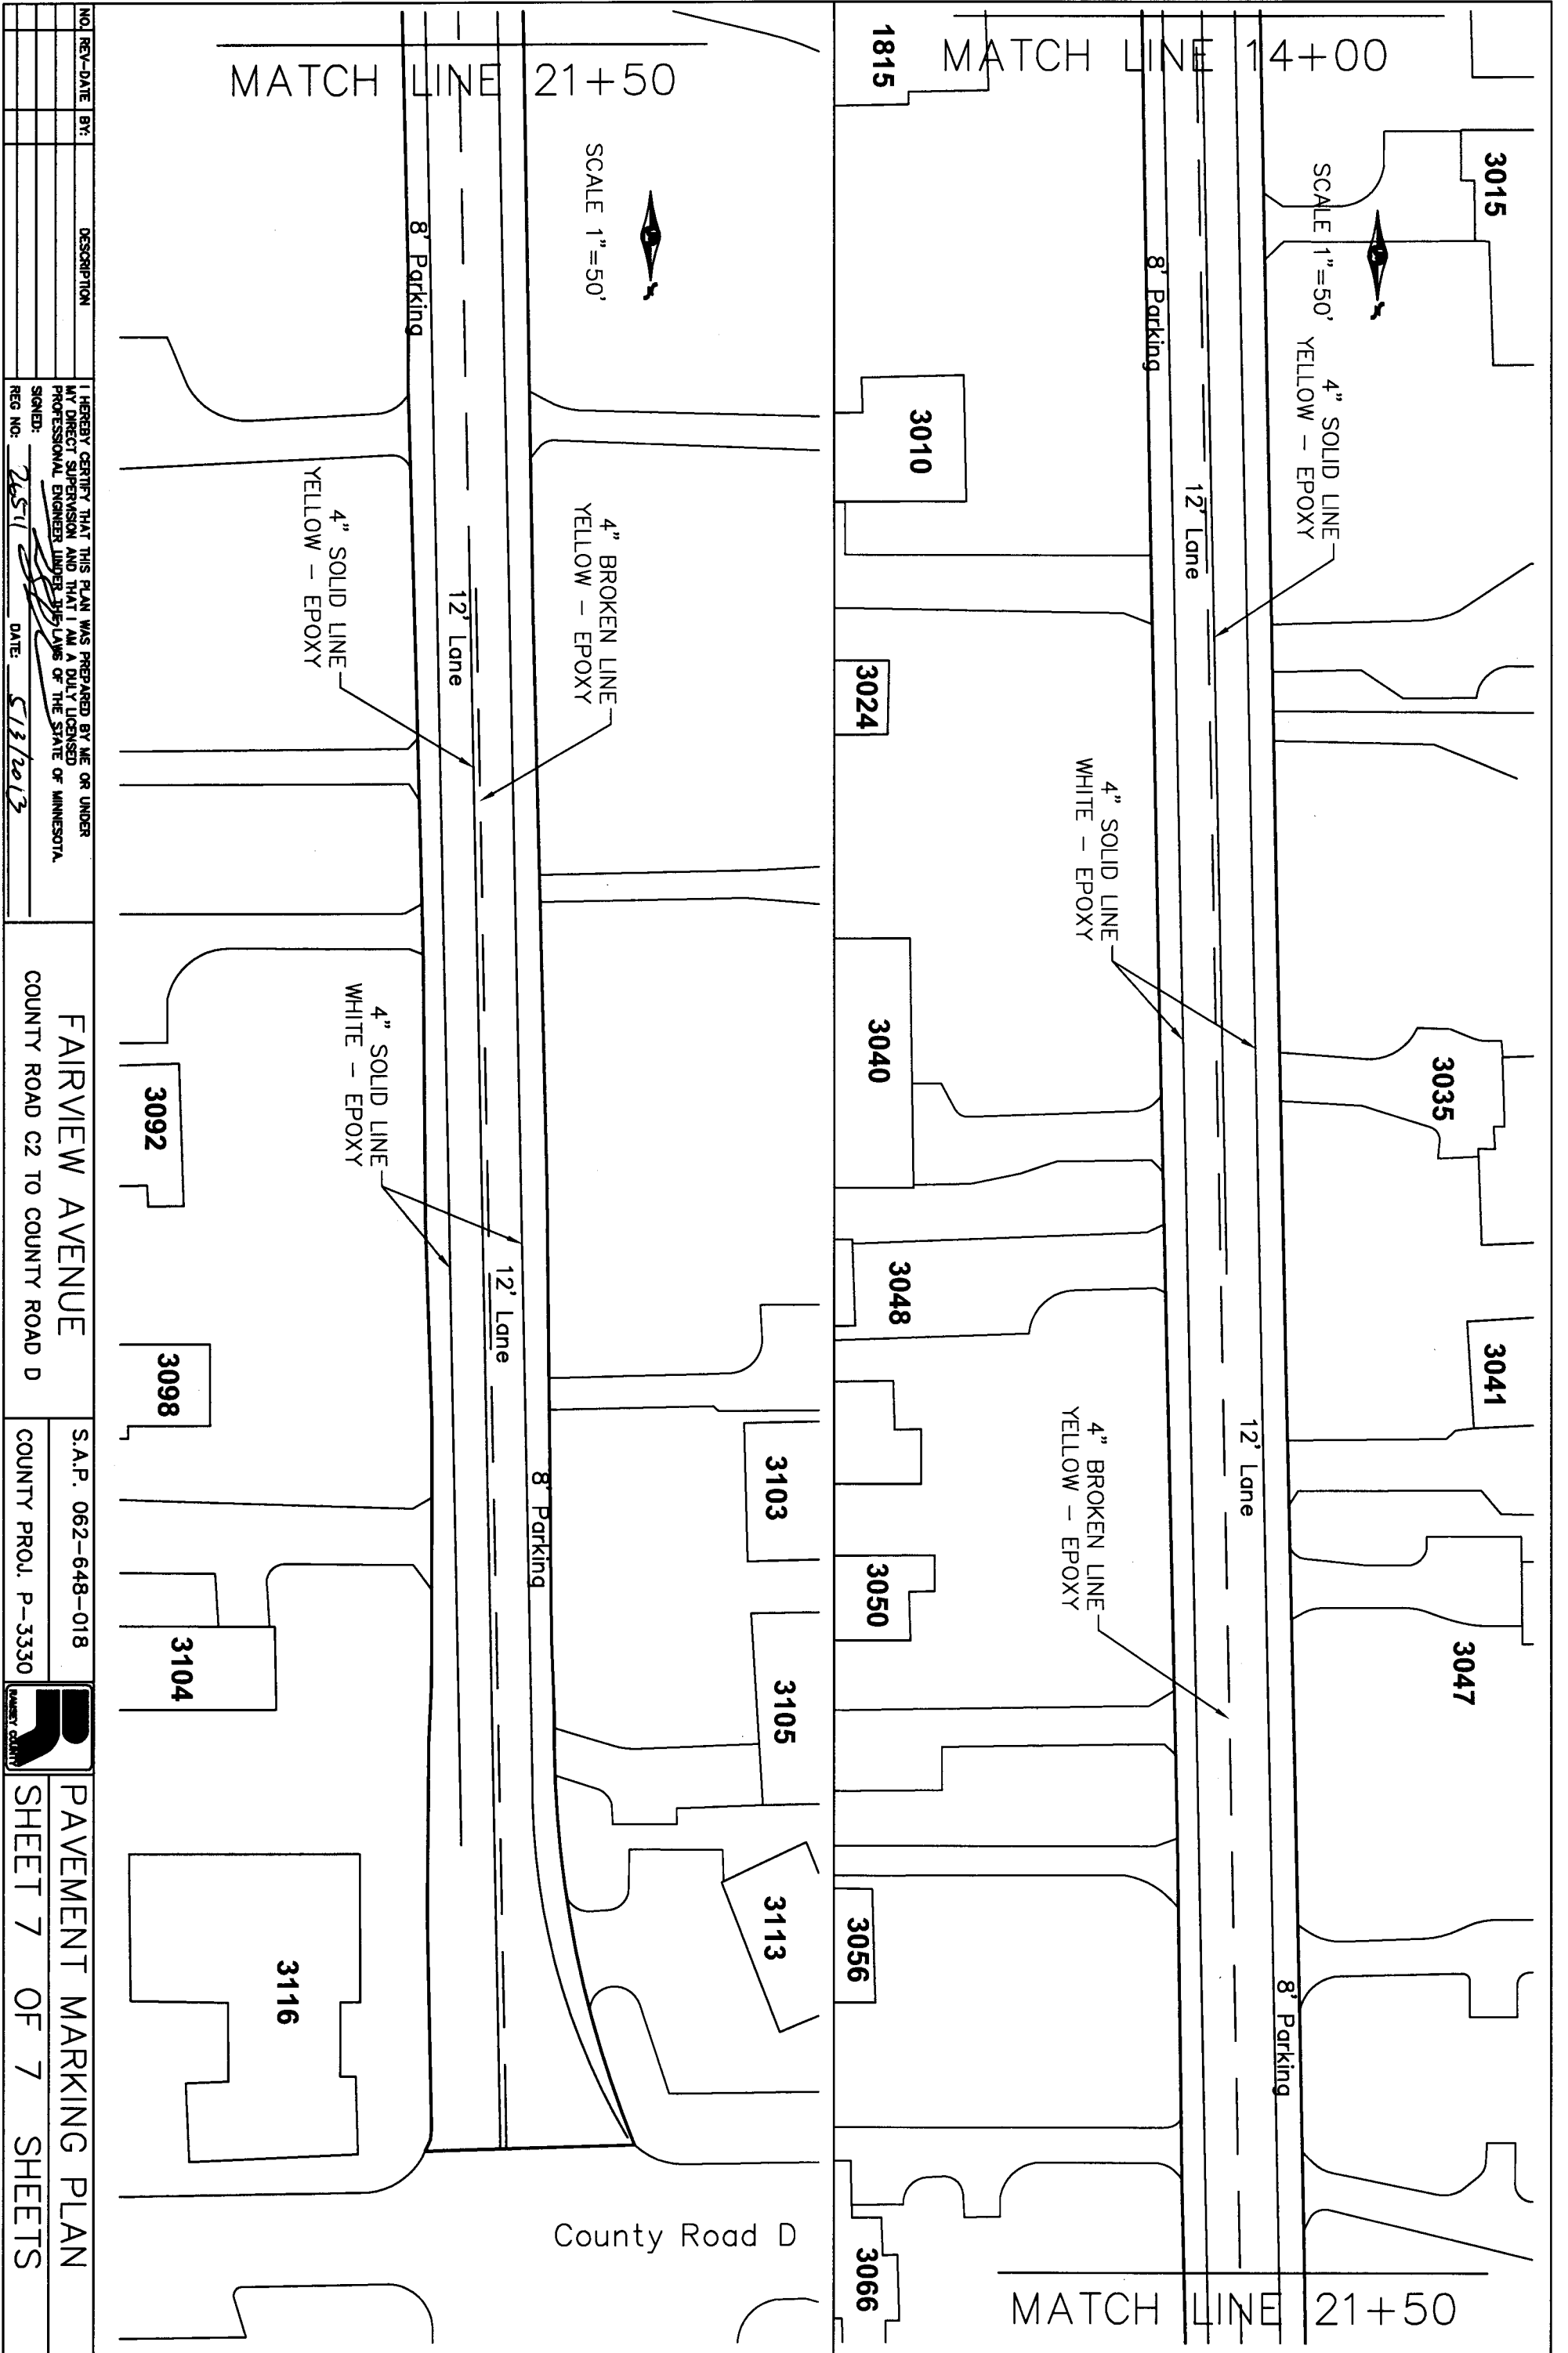 MATCH LINE 14+00
1815
3015
SCALE 1"=50'
4" SOLID LINE
YELLOW – EPOXY
8' Parking
12' Lane
3010
3024
4" SOLID LINE
WHITE – EPOXY
3035
3040
3048
3041
12' Lane
4" BROKEN LINE
YELLOW – EPOXY
3050
3047
3056
8' Parking
3066
MATCH LINE 21+50
MATCH LINE 21+50
SCALE 1"=50'
8' Parking
4" BROKEN LINE
YELLOW – EPOXY
12' Lane
4" SOLID LINE
YELLOW – EPOXY
4" SOLID LINE
WHITE – EPOXY
3092
12' Lane
3098
3103
8' Parking
3104
3105
3113
3116
County Road D
NO. REV-DATE BY: DESCRIPTION
I HEREBY CERTIFY THAT THIS PLAN WAS PREPARED BY ME OR UNDER
MY DIRECT SUPERVISION AND THAT I AM A DULY LICENSED
PROFESSIONAL ENGINEER UNDER THE LAWS OF THE STATE OF MINNESOTA.
SIGNED:
REG NO: 26511 DATE: 5/3/2013
FAIRVIEW AVENUE
COUNTY ROAD C2 TO COUNTY ROAD D
S.A.P. 062-648-018
COUNTY PROJ. P-3330
RAMSEY COUNTY
PAVEMENT MARKING PLAN
SHEET 7 OF 7 SHEETS